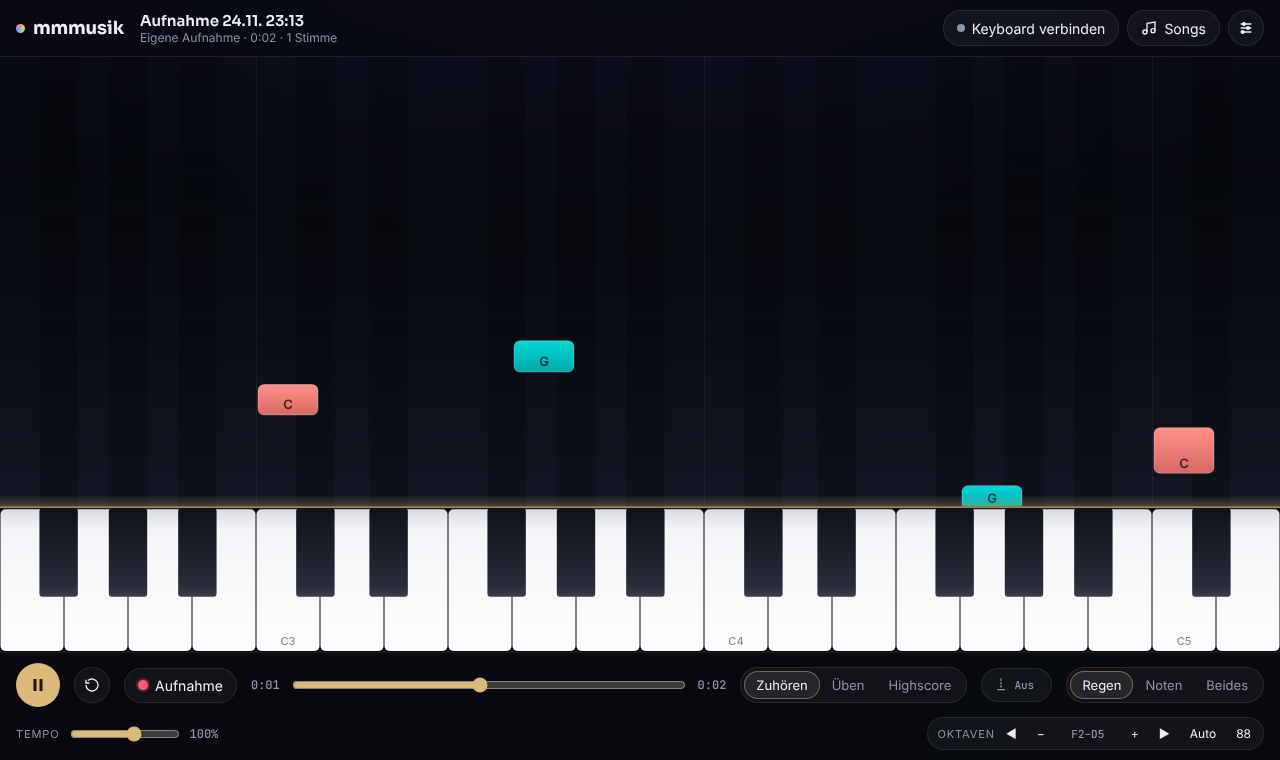 mmmusik
Aufnahme 24.11. 23:13
Eigene Aufnahme · 0:02 · 1 Stimme
Keyboard verbinden
Songs
G
C
C
G
C3
C4
C5
Aufnahme
0:01
0:02
Zuhören
Üben
Highscore
Aus
Regen
Noten
Beides
TEMPO
100%
OKTAVEN
−
F2–D5
+
Auto
88